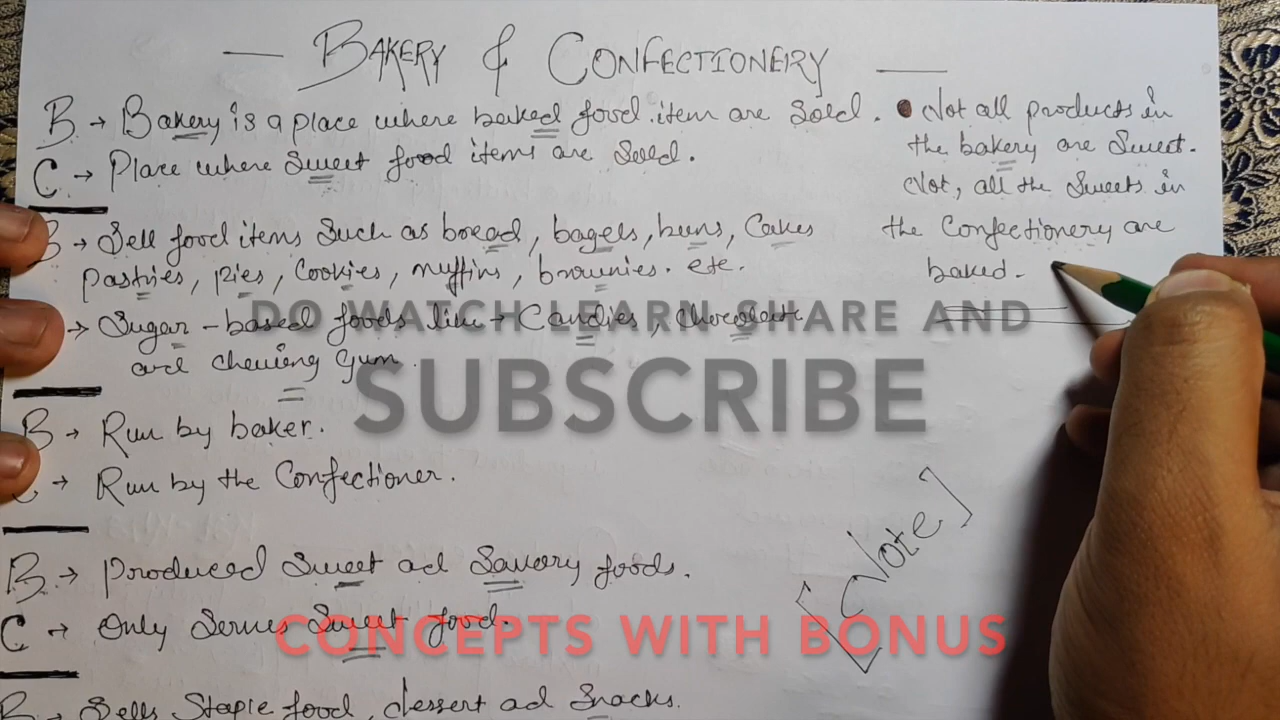 — BAKERY & CONFECTIONERY —
B → Bakery is a place where baked food item are Sold.
C → Place where Sweet food items are Selled.
B → Sell food items Such as boread, bagels, buns, Cakes
pastries, pies, Cookies, muffins, brownies. etc.
→ Sugar-based foods like → Candies, chocolate
and chewing Gum.
B → Run by baker.
C → Run by the Confectioner.
B → Produced Sweet ad Savory foods.
C → Only Serves Sweet food.
B → Sells Staple food, dessert ad Snacks.
• Not all products in
the bakery are Sweet.
Not, all the Sweets in
the Confectionery are
baked.
[Note]
DO WATCH LEARN SHARE AND
SUBSCRIBE
CONCEPTS WITH BONUS